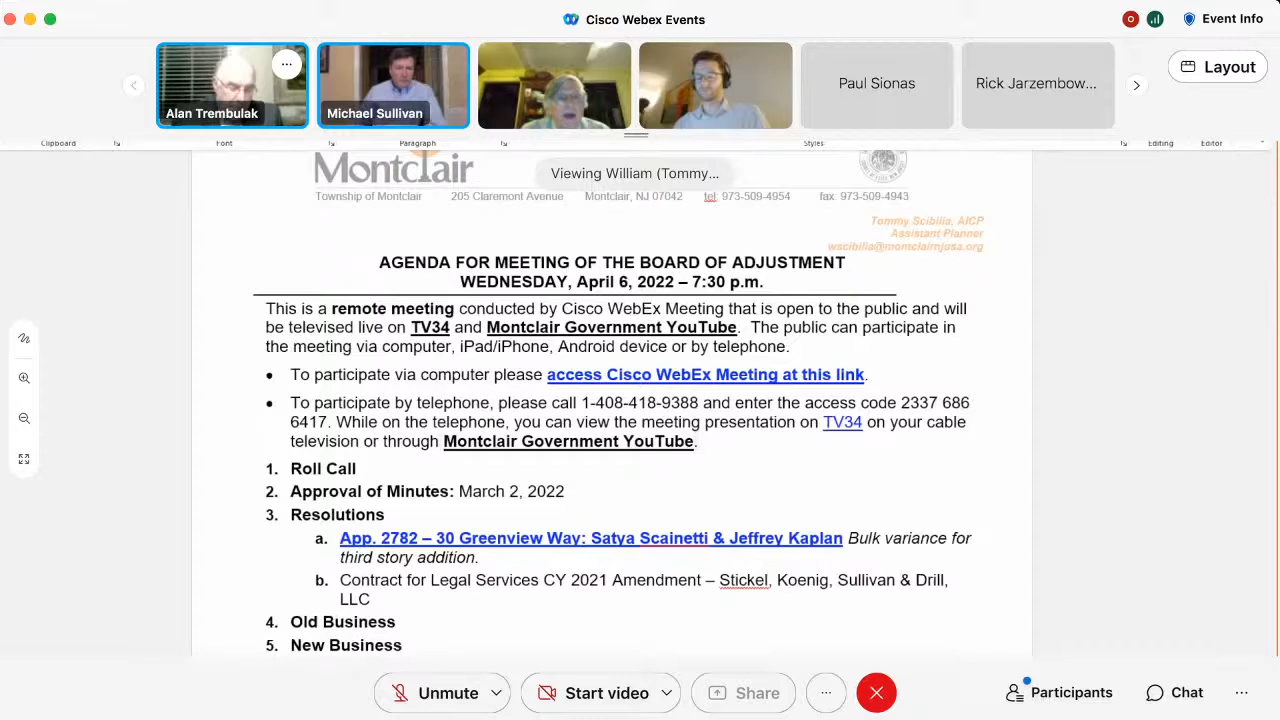 Cisco Webex Events
Event Info
Alan Trembulak
Michael Sullivan
Paul Sionas
Rick Jarzembow...
Layout
Clipboard
Font
Paragraph
Styles
Editing
Editor
Montclair
Viewing William (Tommy...
Township of Montclair 205 Claremont Avenue Montclair, NJ 07042 tel: 973-509-4954 fax: 973-509-4943
Tommy Scibilia, AICP
Assistant Planner
wscibilia@montclairnjusa.org
AGENDA FOR MEETING OF THE BOARD OF ADJUSTMENT
WEDNESDAY, April 6, 2022 – 7:30 p.m.
This is a remote meeting conducted by Cisco WebEx Meeting that is open to the public and will
be televised live on TV34 and Montclair Government YouTube. The public can participate in
the meeting via computer, iPad/iPhone, Android device or by telephone.
• To participate via computer please access Cisco WebEx Meeting at this link.
• To participate by telephone, please call 1-408-418-9388 and enter the access code 2337 686
6417. While on the telephone, you can view the meeting presentation on TV34 on your cable
television or through Montclair Government YouTube.
1. Roll Call
2. Approval of Minutes: March 2, 2022
3. Resolutions
a. App. 2782 – 30 Greenview Way: Satya Scainetti & Jeffrey Kaplan Bulk variance for
third story addition.
b. Contract for Legal Services CY 2021 Amendment – Stickel, Koenig, Sullivan & Drill,
LLC
4. Old Business
5. New Business
Unmute
Start video
Share
Participants
Chat